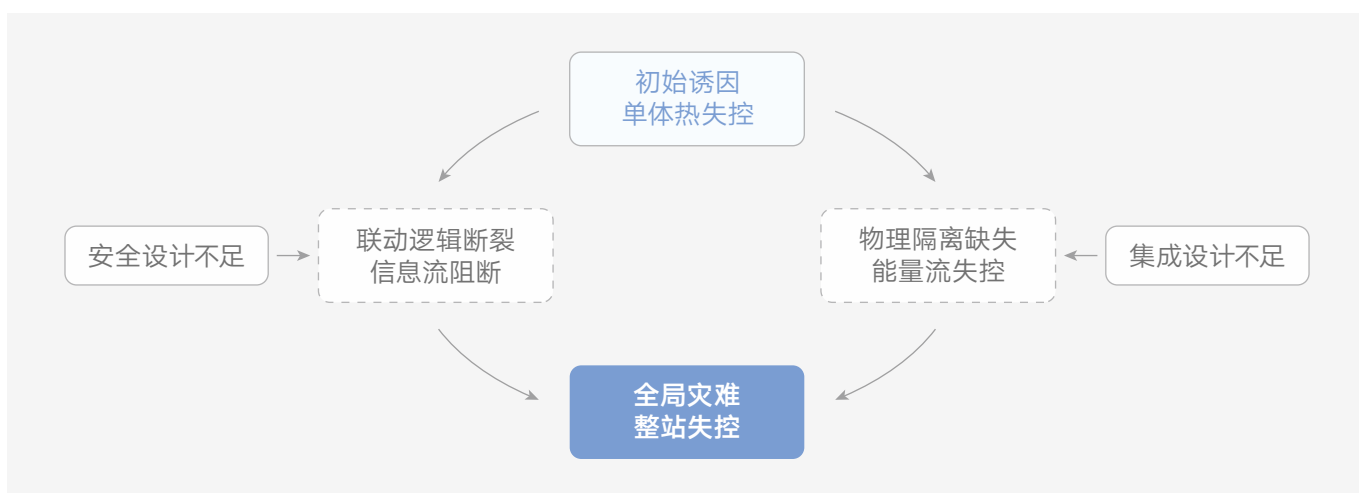 初始诱因
单体热失控
安全设计不足
联动逻辑断裂
信息流阻断
物理隔离缺失
能量流失控
集成设计不足
全局灾难
整站失控